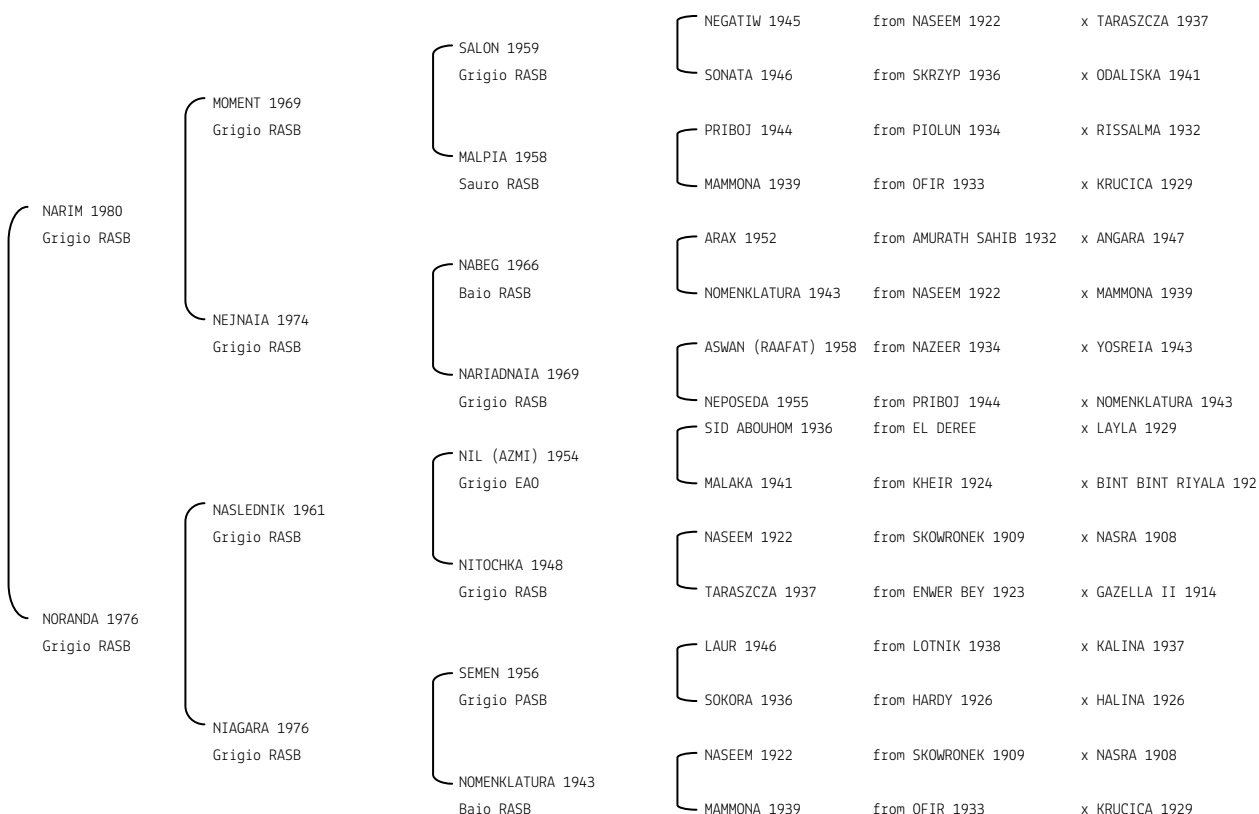 NEGATIW 1945 from NASEEM 1922 x TARASZCZA 1937
SALON 1959
Grigio RASB SONATA 1946 from SKRZYP 1936 x ODALISKA 1941
MOMENT 1969
Grigio RASB PRIBOJ 1944 from PIOLUN 1934 x RISSALMA 1932
MALPIA 1958
Sauro RASB MAMMONA 1939 from OFIR 1933 x KRUCICA 1929
NARIM 1980
Grigio RASB ARAX 1952 from AMURATH SAHIB 1932 x ANGARA 1947
NABEG 1966
Baio RASB NOMENKLATURA 1943 from NASEEM 1922 x MAMMONA 1939
NEJNAIA 1974
Grigio RASB ASWAN (RAAFAT) 1958 from NAZEER 1934 x YOSREIA 1943
NARIADNAIA 1969
Grigio RASB NEPOSEDA 1955 from PRIBOJ 1944 x NOMENKLATURA 1943
SID ABOUHOM 1936 from EL DEREE x LAYLA 1929
NIL (AZMI) 1954
Grigio EAO MALAKA 1941 from KHEIR 1924 x BINT BINT RIYALA 192
NASLEDNIK 1961
Grigio RASB NASEEM 1922 from SKOWRONEK 1909 x NASRA 1908
NITOCHKA 1948
Grigio RASB TARASZCZA 1937 from ENWER BEY 1923 x GAZELLA II 1914
NORANDA 1976
Grigio RASB LAUR 1946 from LOTNIK 1938 x KALINA 1937
SEMEN 1956
Grigio PASB SOKORA 1936 from HARDY 1926 x HALINA 1926
NIAGARA 1976
Grigio RASB NASEEM 1922 from SKOWRONEK 1909 x NASRA 1908
NOMENKLATURA 1943
Baio RASB MAMMONA 1939 from OFIR 1933 x KRUCICA 1929